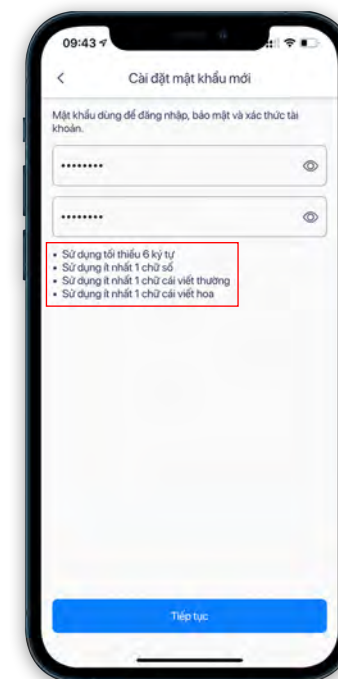 09:43
Cài đặt mật khẩu mới
Mật khẩu dùng để đăng nhập, bảo mật và xác thực tài
khoản.
••••••••
••••••••
• Sử dụng tối thiểu 6 ký tự
• Sử dụng ít nhất 1 chữ số
• Sử dụng ít nhất 1 chữ cái viết thường
• Sử dụng ít nhất 1 chữ cái viết hoa
Tiếp tục